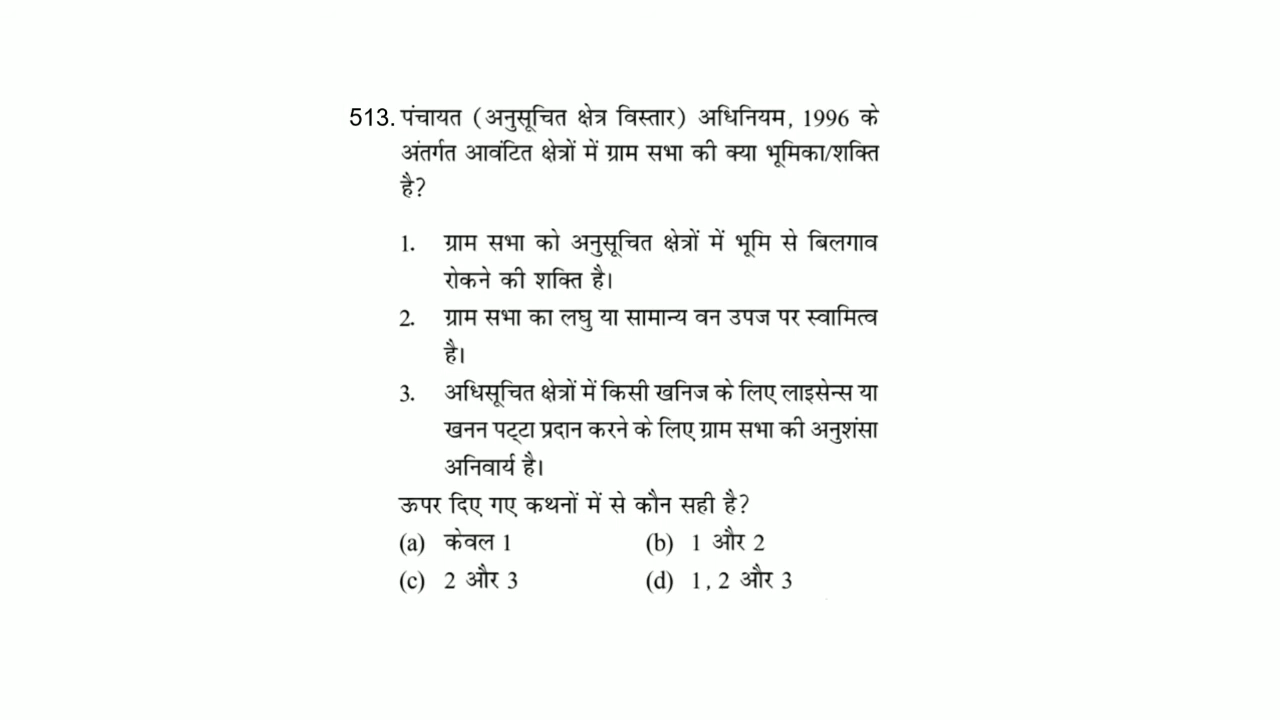 513. पंचायत (अनुसूचित क्षेत्र विस्तार) अधिनियम, 1996 के
अंतर्गत आवंटित क्षेत्रों में ग्राम सभा की क्या भूमिका/शक्ति
है?
1. ग्राम सभा को अनुसूचित क्षेत्रों में भूमि से बिलगाव
रोकने की शक्ति है।
2. ग्राम सभा का लघु या सामान्य वन उपज पर स्वामित्व
है।
3. अधिसूचित क्षेत्रों में किसी खनिज के लिए लाइसेन्स या
खनन पट्टा प्रदान करने के लिए ग्राम सभा की अनुशंसा
अनिवार्य है।
ऊपर दिए गए कथनों में से कौन सही है?
(a) केवल 1 (b) 1 और 2
(c) 2 और 3 (d) 1, 2 और 3